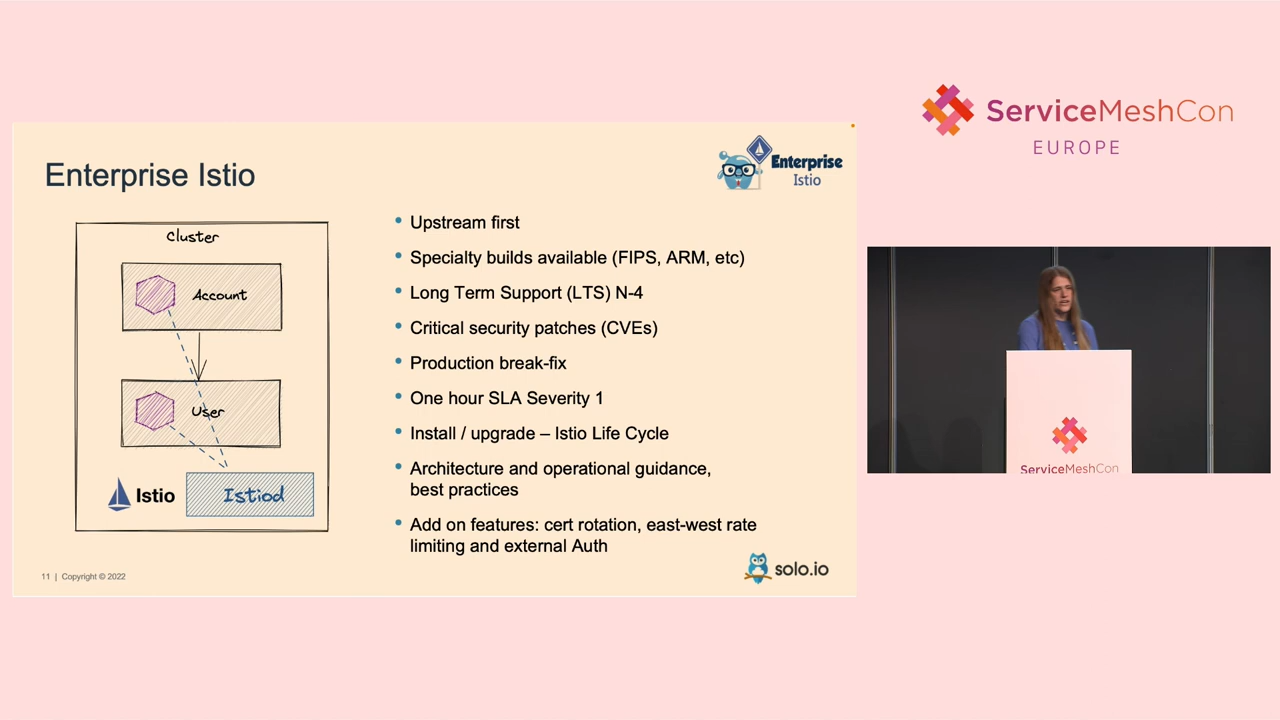 ServiceMeshCon
EUROPE
Enterprise Istio
Enterprise
Istio
Cluster
Account
User
Istio
Istiod
• Upstream first
• Specialty builds available (FIPS, ARM, etc)
• Long Term Support (LTS) N-4
• Critical security patches (CVEs)
• Production break-fix
• One hour SLA Severity 1
• Install / upgrade – Istio Life Cycle
• Architecture and operational guidance,
best practices
• Add on features: cert rotation, east-west rate
limiting and external Auth
11 | Copyright © 2022
solo.io
ServiceMeshCon